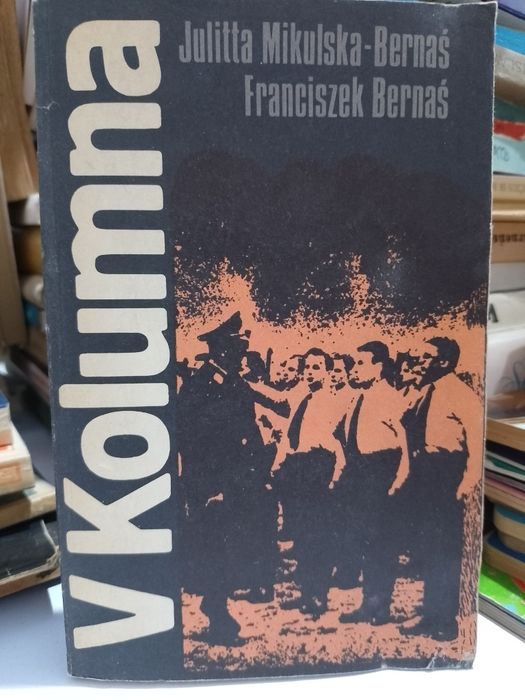 Julitta Mikulska-Bernaś
Franciszek Bernaś
V Kolumna